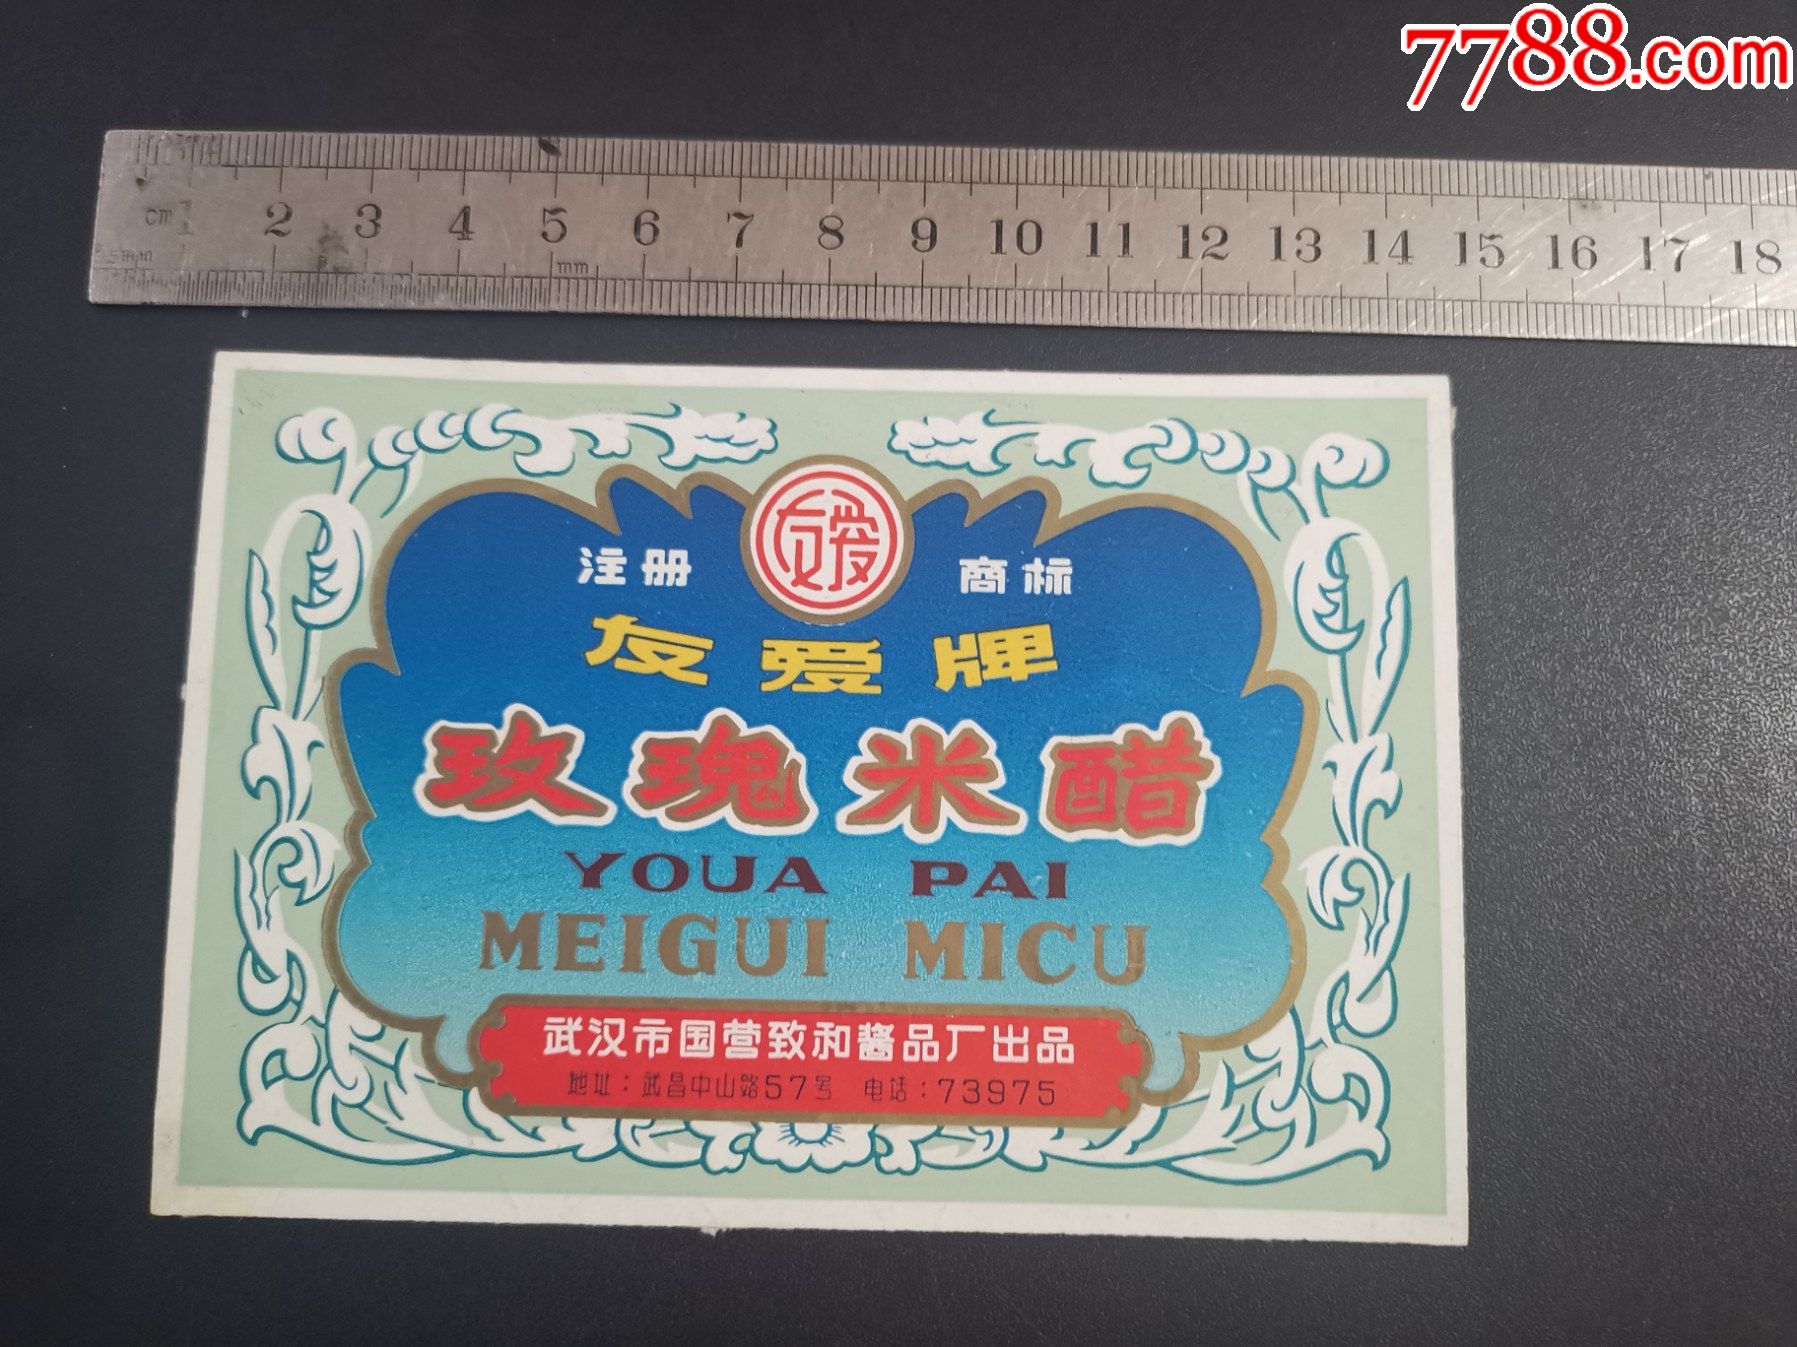 7788.com
cm 1 2 3 4 5 6 7 8 9 10 11 12 13 14 15 16 17 18
mm
友爱
注册 商标
友爱牌
玫瑰米醋
YOUA PAI
MEIGUI MICU
武汉市国营致和酱品厂出品
地址：武昌中山路57号 电话：73975